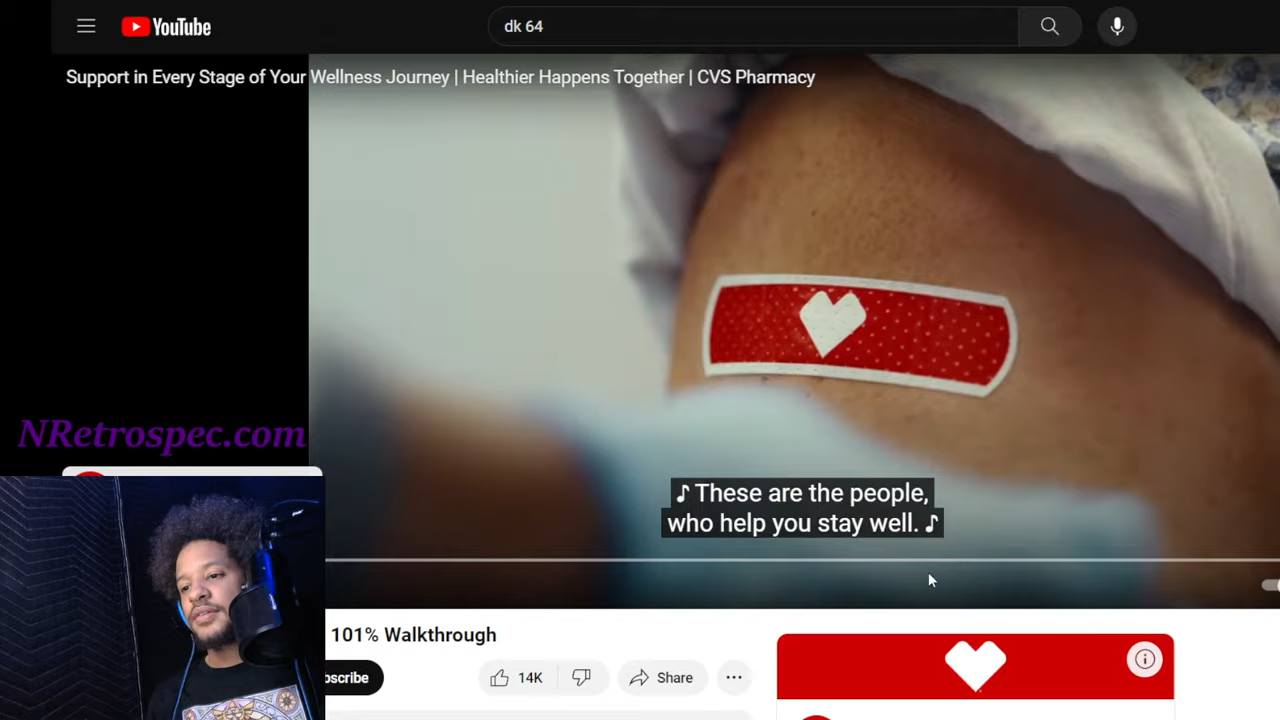 YouTube
dk 64
Support in Every Stage of Your Wellness Journey | Healthier Happens Together | CVS Pharmacy
NRetrospec.com
♪ These are the people,
who help you stay well. ♪
101% Walkthrough
scribe
14K
Share